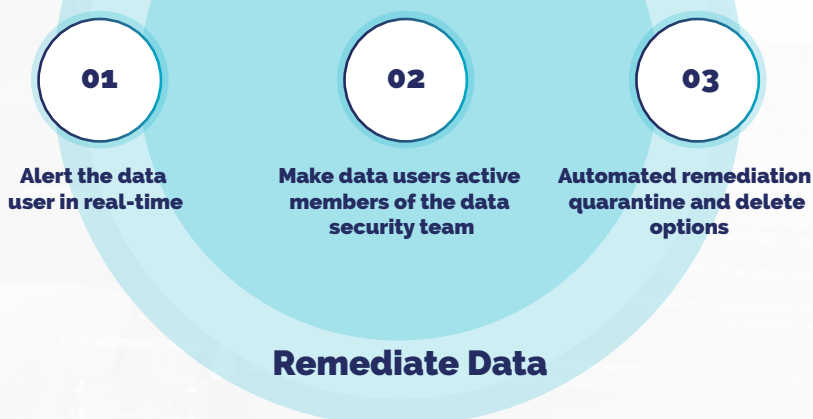 01
02
03
Alert the data
user in real-time
Make data users active
members of the data
security team
Automated remediation
quarantine and delete
options
Remediate Data